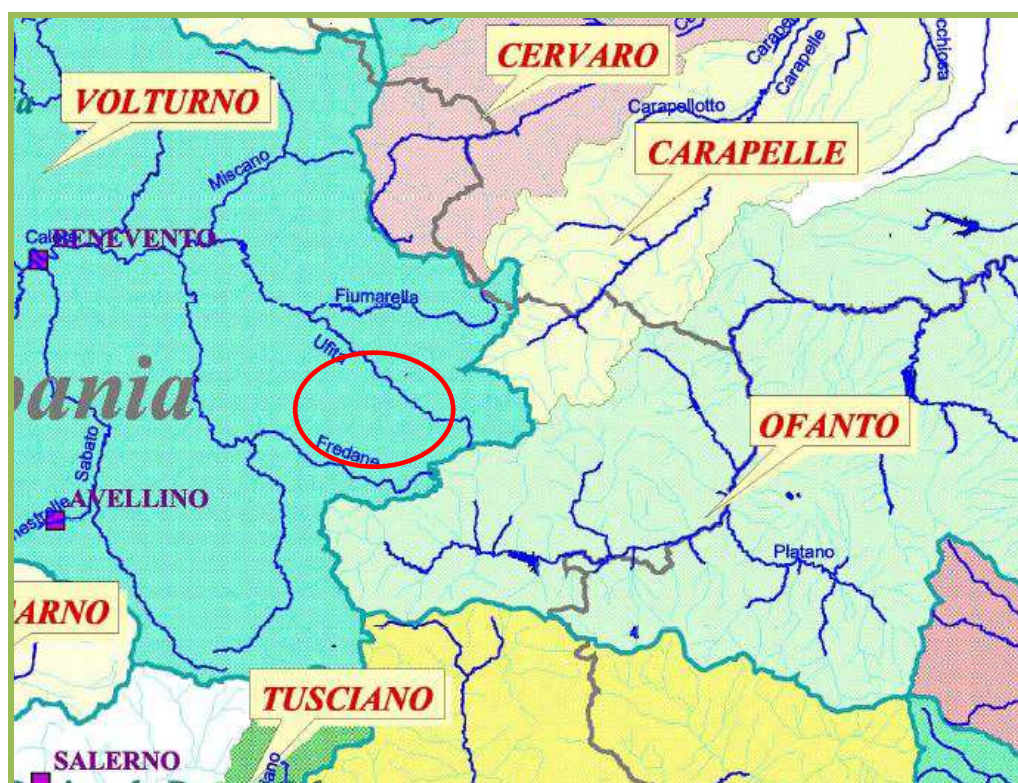 CERVARO
Carapelle
Carapelle
VOLTURNO
Carapellotto
CARAPELLE
Miscano
BENEVENTO
Fiumarella
Ufita
pania
OFANTO
Fredane
Sabato
AVELLINO
Platano
ARNO
4
TUSCIANO
SALERNO